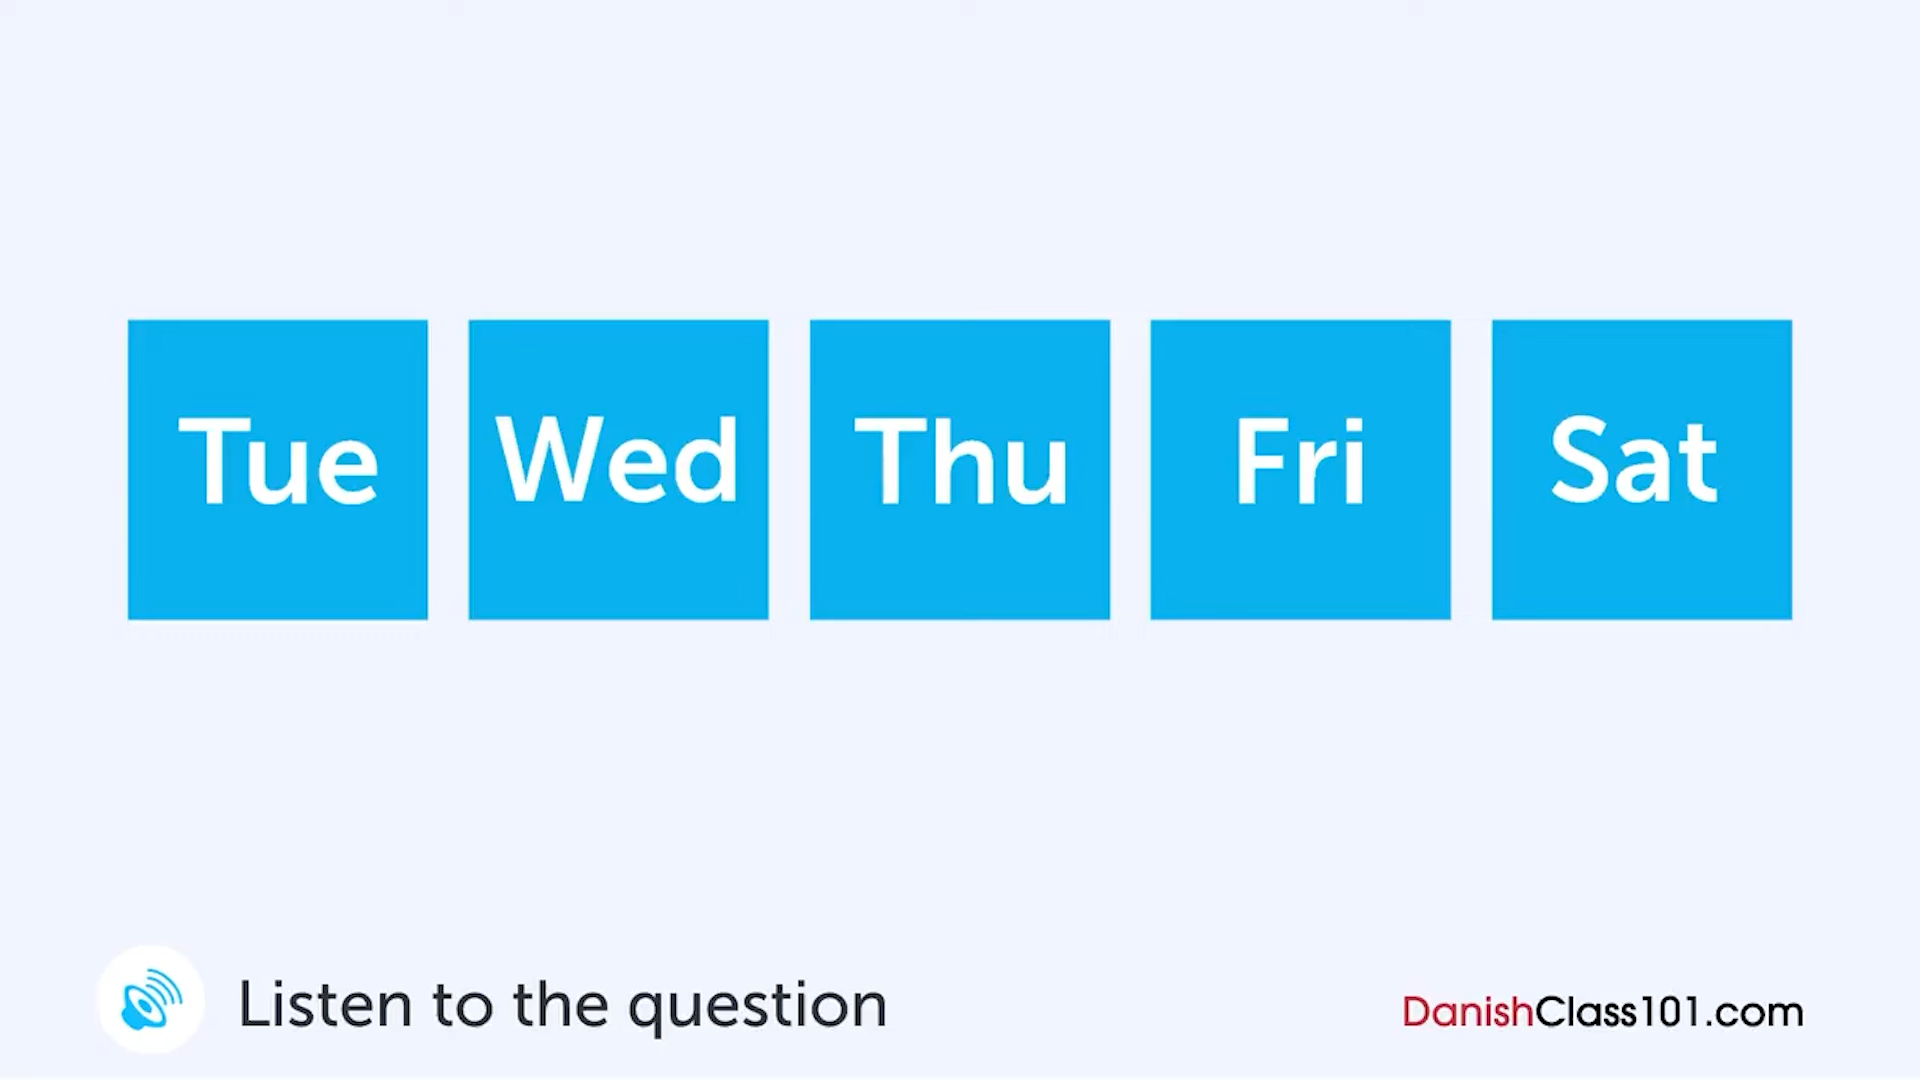 Tue Wed Thu Fri Sat
Listen to the question
DanishClass101.com